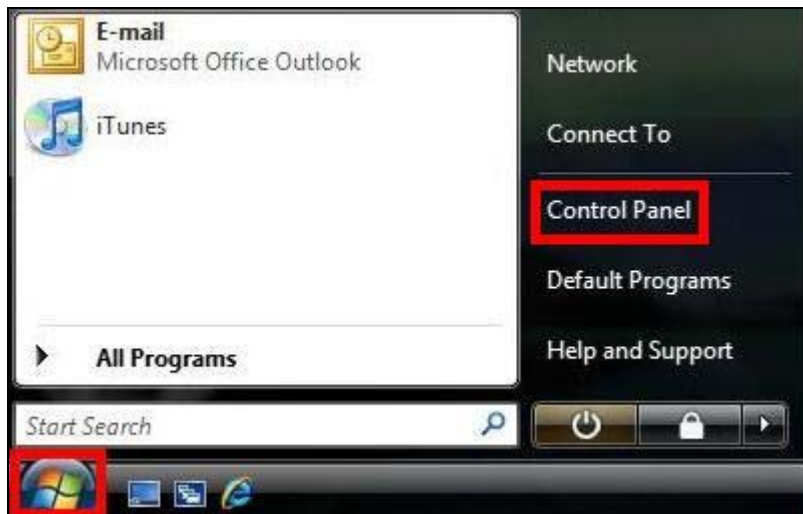 E-mail
Microsoft Office Outlook
iTunes
All Programs
Start Search
Network
Connect To
Control Panel
Default Programs
Help and Support